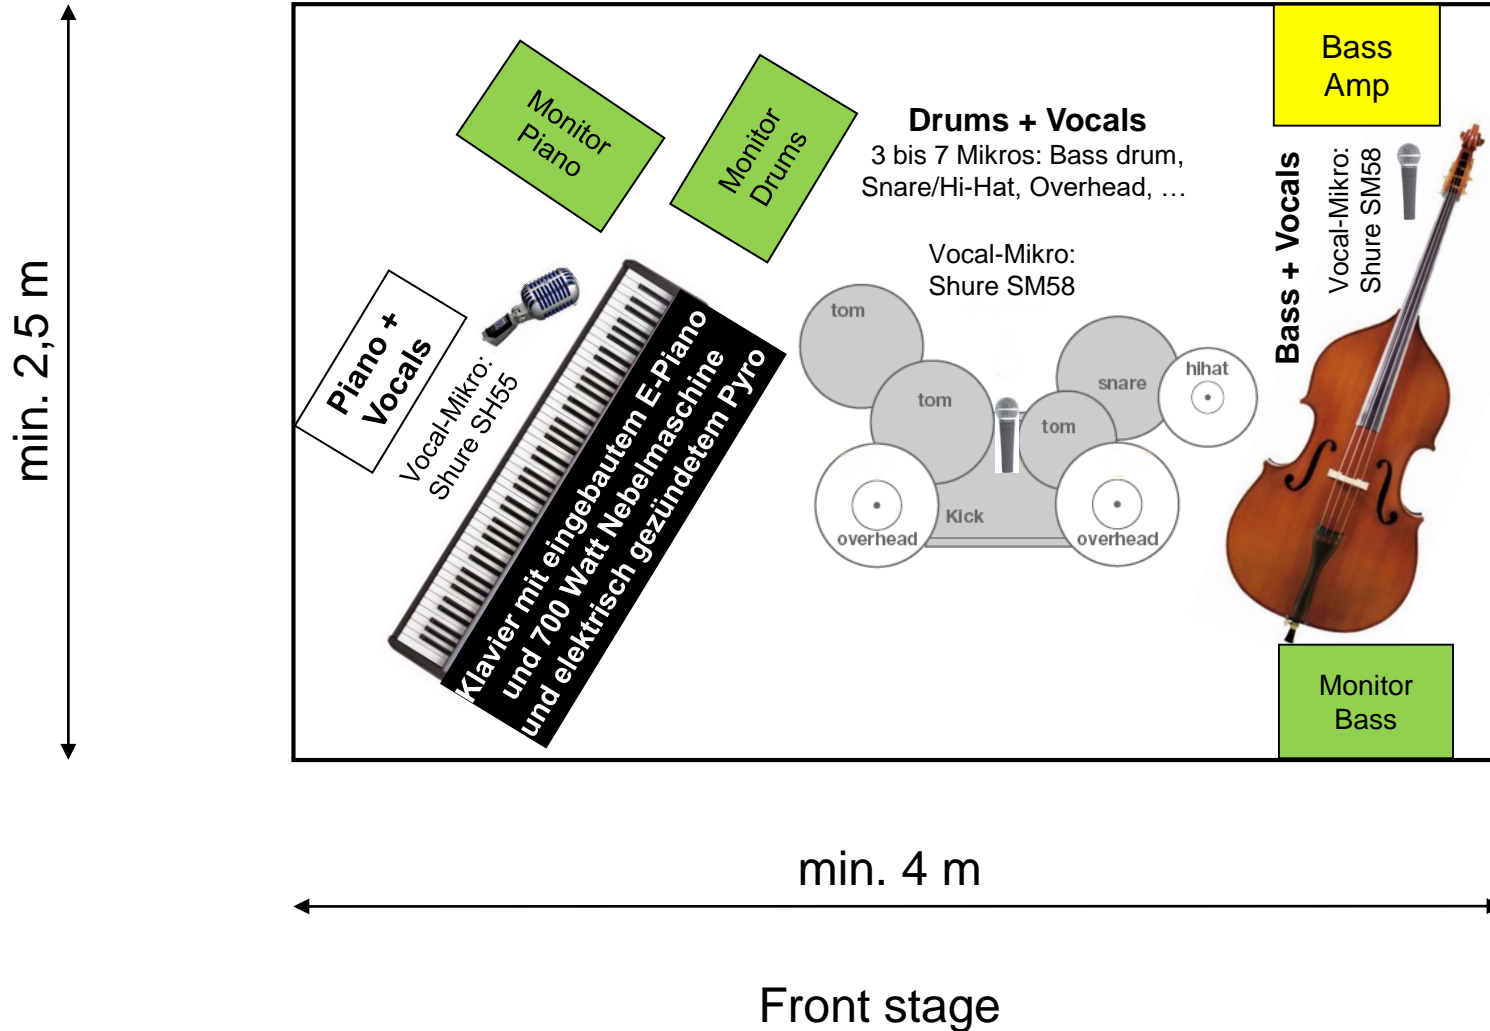 min. 2,5 m
Monitor
Piano
Monitor
Drums
Drums + Vocals
3 bis 7 Mikros: Bass drum,
Snare/Hi-Hat, Overhead, …
Vocal-Mikro:
Shure SM58
Bass
Amp
Bass + Vocals
Vocal-Mikro:
Shure SM58
Piano +
Vocals
Vocal-Mikro:
Shure SH55
Klavier mit eingebautem E-Piano
und 700 Watt Nebelmaschine
und elektrisch gezündetem Pyro
tom
tom
tom
snare
hihat
Kick
overhead
overhead
Monitor
Bass
min. 4 m
Front stage